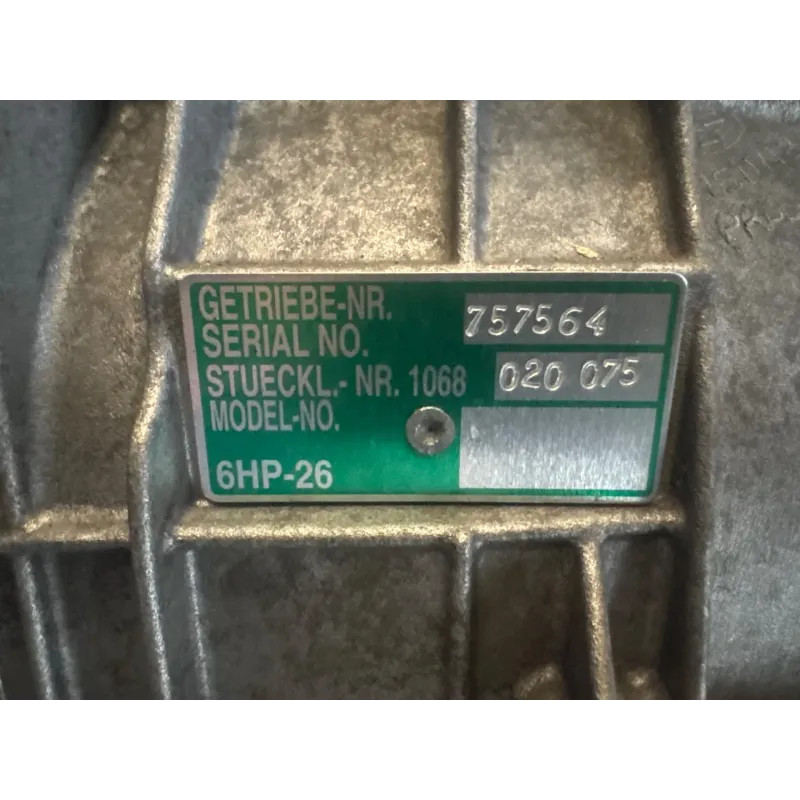 GETRIEBE-NR.
SERIAL NO. 757564
STUECKL.- NR. 1068 020 075
MODEL-NO.
6HP-26